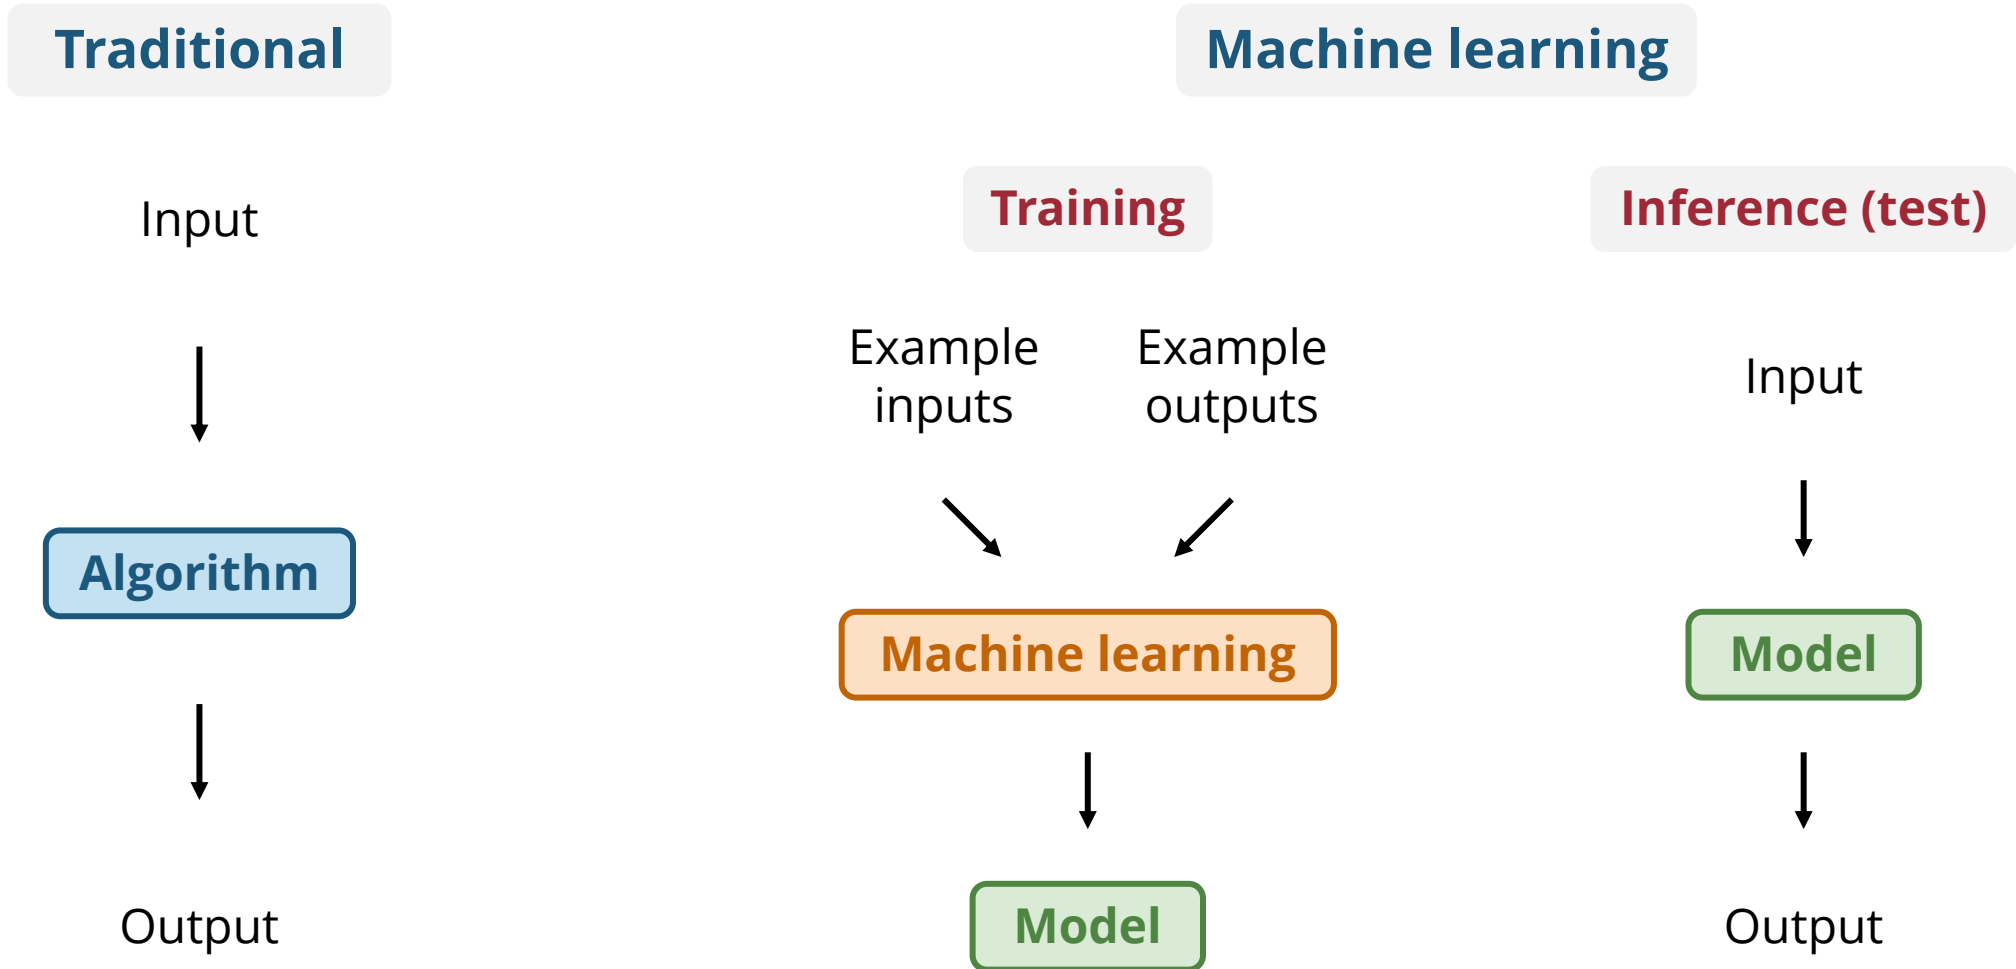 Traditional
Input
Algorithm
Output
Machine learning
Training
Example
inputs
Example
outputs
Machine learning
Model
Inference (test)
Input
Model
Output